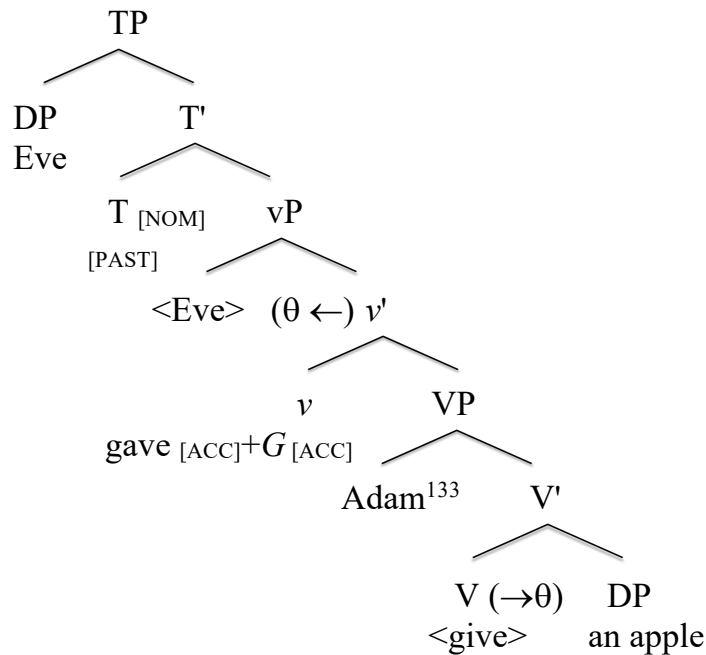 TP
DP T'
Eve
T [NOM] vP
[PAST]
<Eve> (θ ←) v'
v VP
gave [ACC]+G [ACC]
Adam¹³³ V'
V (→θ) DP
<give> an apple